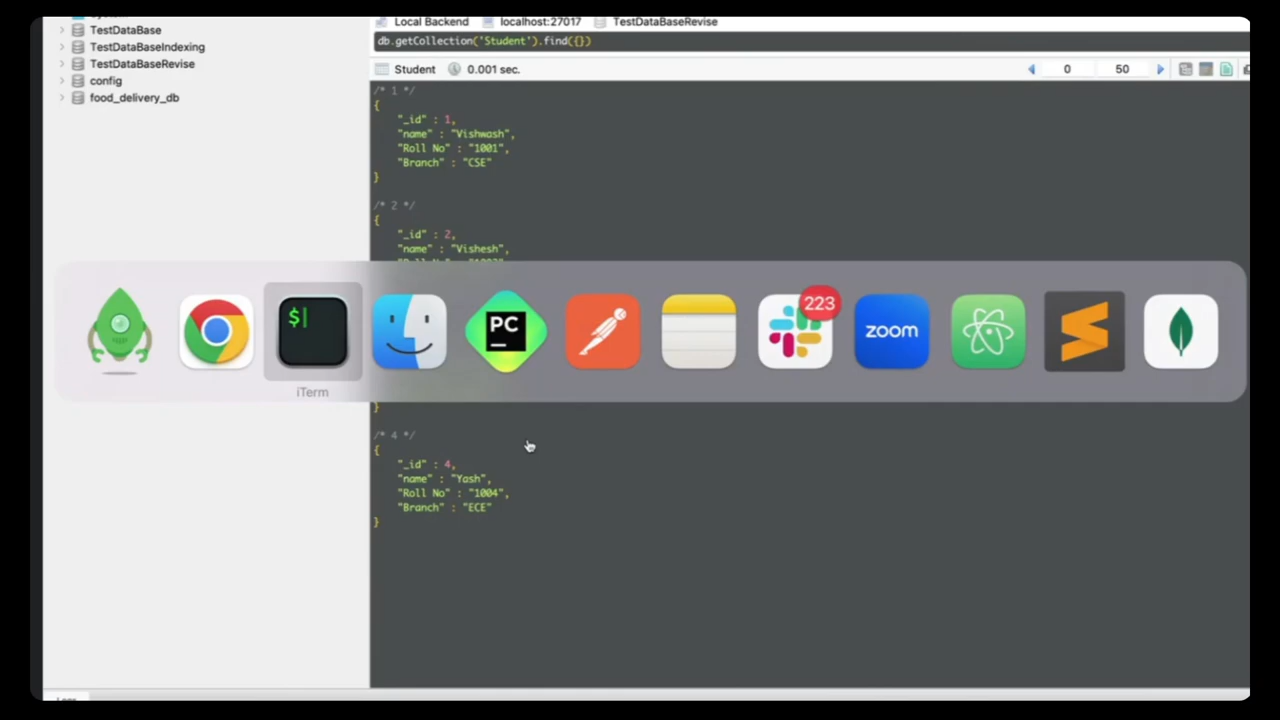 Local Backend localhost:27017 TestDataBaseRevise
TestDataBase
TestDataBaseIndexing
TestDataBaseRevise
config
food_delivery_db
db.getCollection('Student').find({})
Student 0.001 sec. 0 50
/* 1 */
{
"_id" : 1,
"name" : "Vishwash",
"Roll No" : "1001",
"Branch" : "CSE"
}
/* 2 */
{
"_id" : 2,
"name" : "Vishesh",
$
PC
223
zoom
iTerm
}
/* 4 */
{
"_id" : 4,
"name" : "Yash",
"Roll No" : "1004",
"Branch" : "ECE"
}